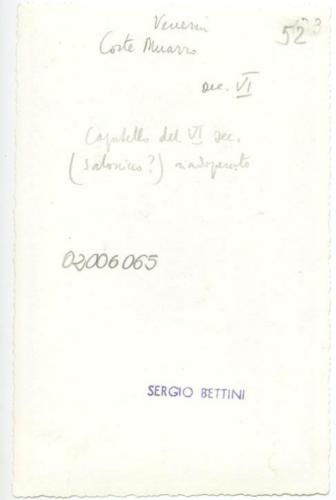 Venezia
52
Corte Muazzo
sec. VI
Capitello del VI sec.
(salonicco?) riadoperato
02006065
SERGIO BETTINI